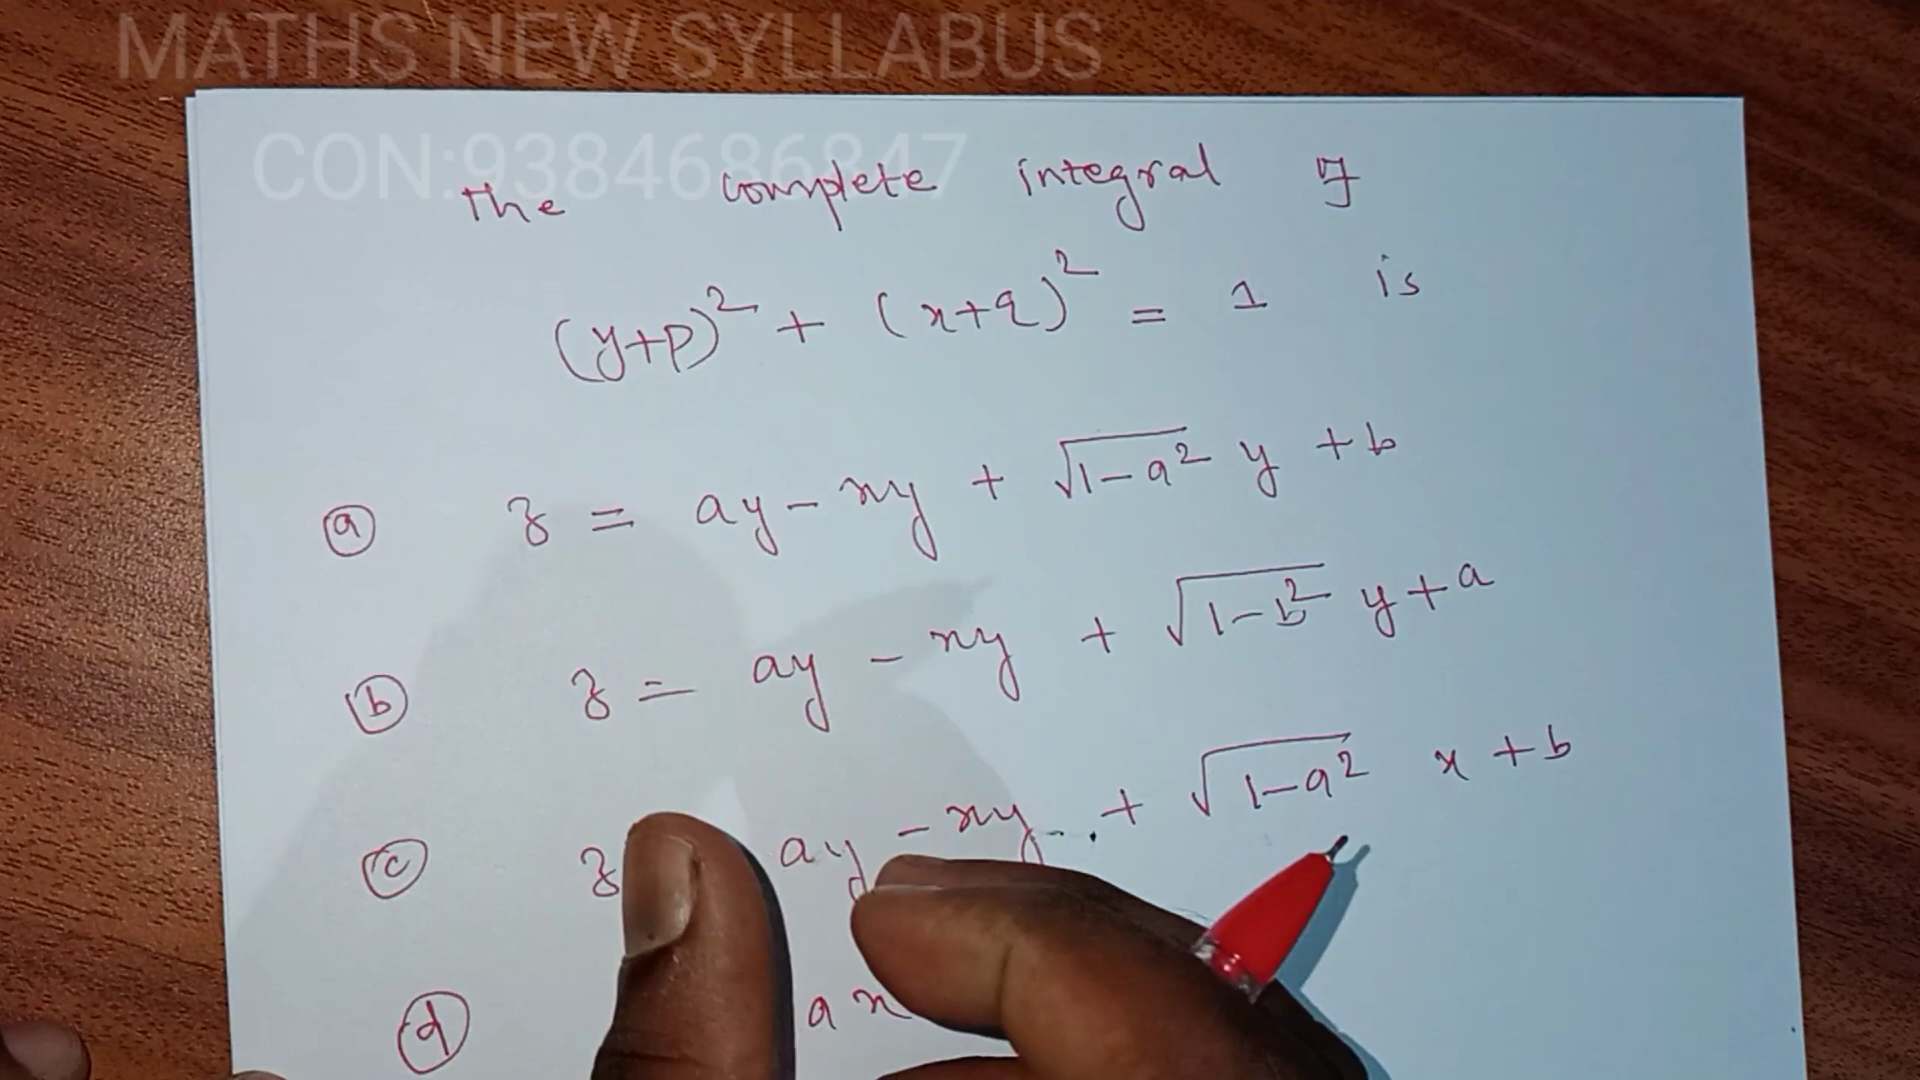 MATHS NEW SYLLABUS
CON:9384686847
The complete integral of
(y+p)² + (x+q)² = 1 is
(a) z = ay - xy + √(1-a²) y + b
(b) z = ay - xy + √(1-b²) y + a
(c) z ay - xy + √(1-a²) x + b
(d) ax